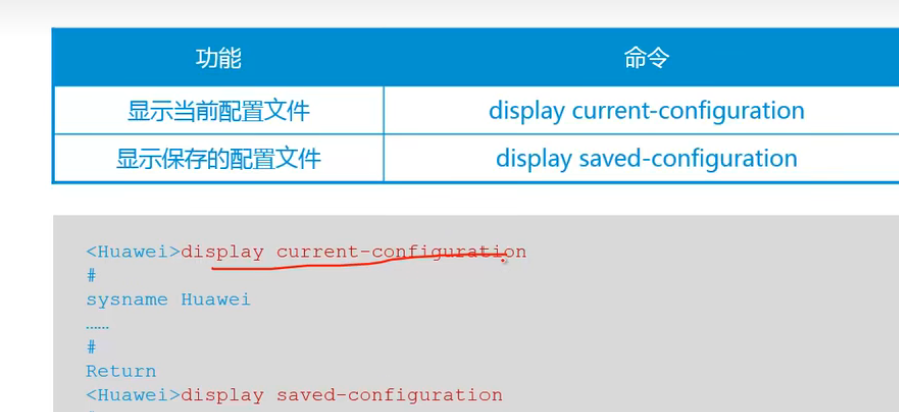 功能 命令
显示当前配置文件 display current-configuration
显示保存的配置文件 display saved-configuration
<Huawei>display current-configuration
#
sysname Huawei
……
#
Return
<Huawei>display saved-configuration